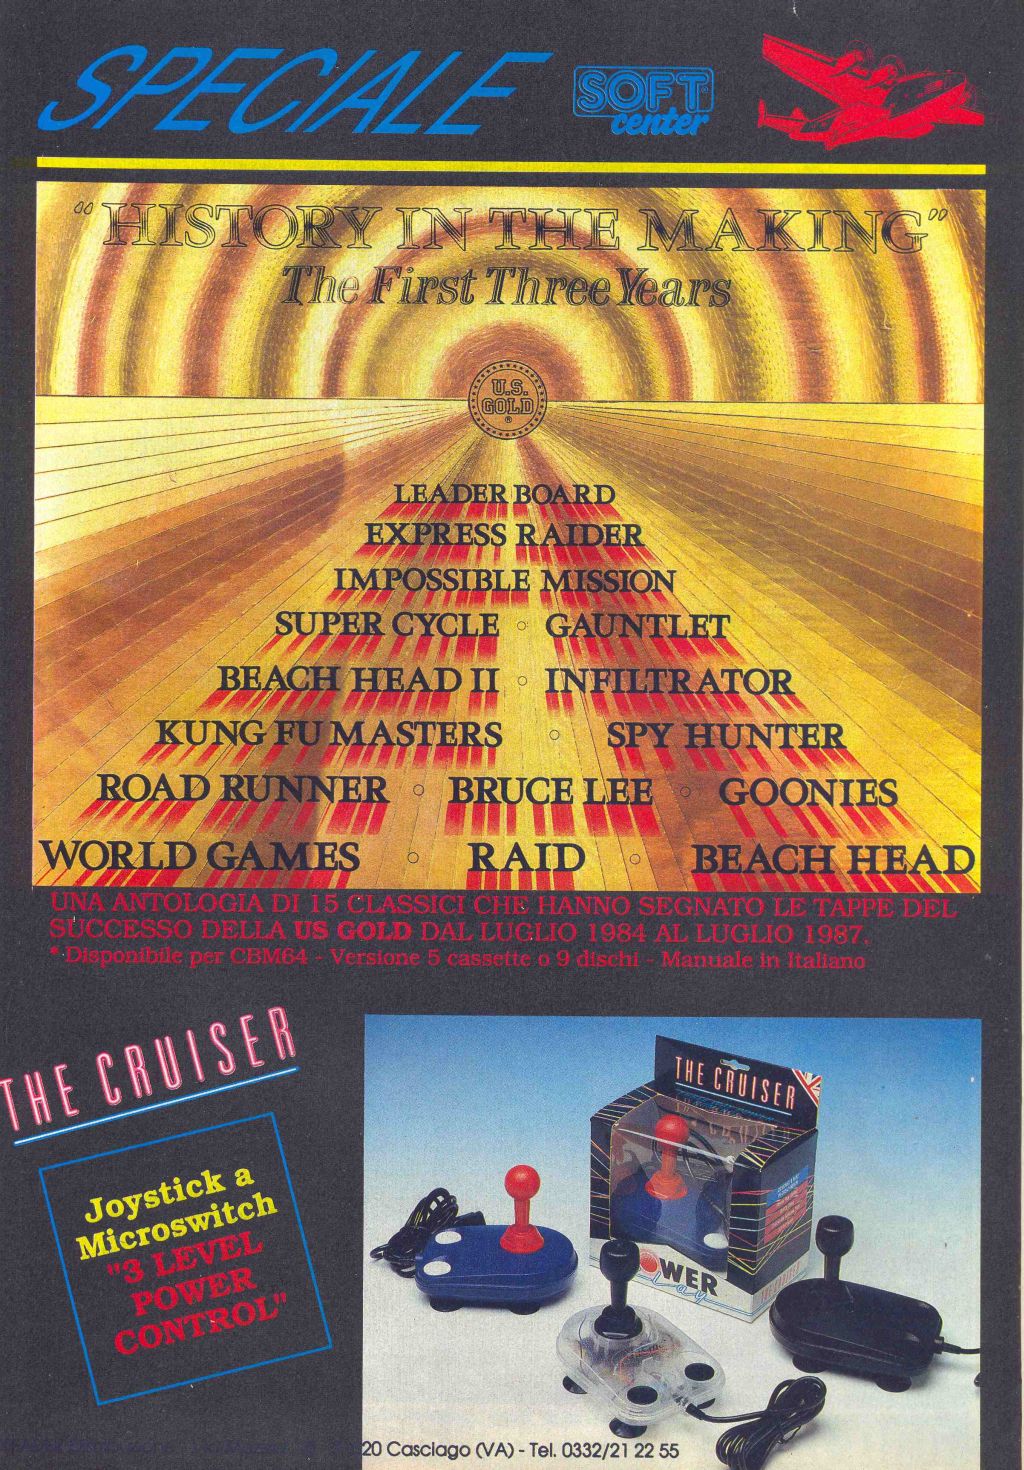 SPECIALE
SOFT
center
"HISTORY IN THE MAKING"
The First Three Years
U.S.
GOLD
®
LEADER BOARD
EXPRESS RAIDER
IMPOSSIBLE MISSION
SUPER CYCLE ○ GAUNTLET
BEACH HEAD II ○ INFILTRATOR
KUNG FU MASTERS ○ SPY HUNTER
ROAD RUNNER ○ BRUCE LEE ○ GOONIES
WORLD GAMES ○ RAID ○ BEACH HEAD
UNA ANTOLOGIA DI 15 CLASSICI CHE HANNO SEGNATO LE TAPPE DEL
SUCCESSO DELLA US GOLD DAL LUGLIO 1984 AL LUGLIO 1987.
* Disponibile per CBM64 - Versione 5 cassette o 9 dischi - Manuale in Italiano
THE CRUISER
Joystick a
Microswitch
"3 LEVEL
POWER
CONTROL"
THE CRUISER
THE CRUISER
POWER
Play
20 Casciago (VA) - Tel. 0332/21 22 55